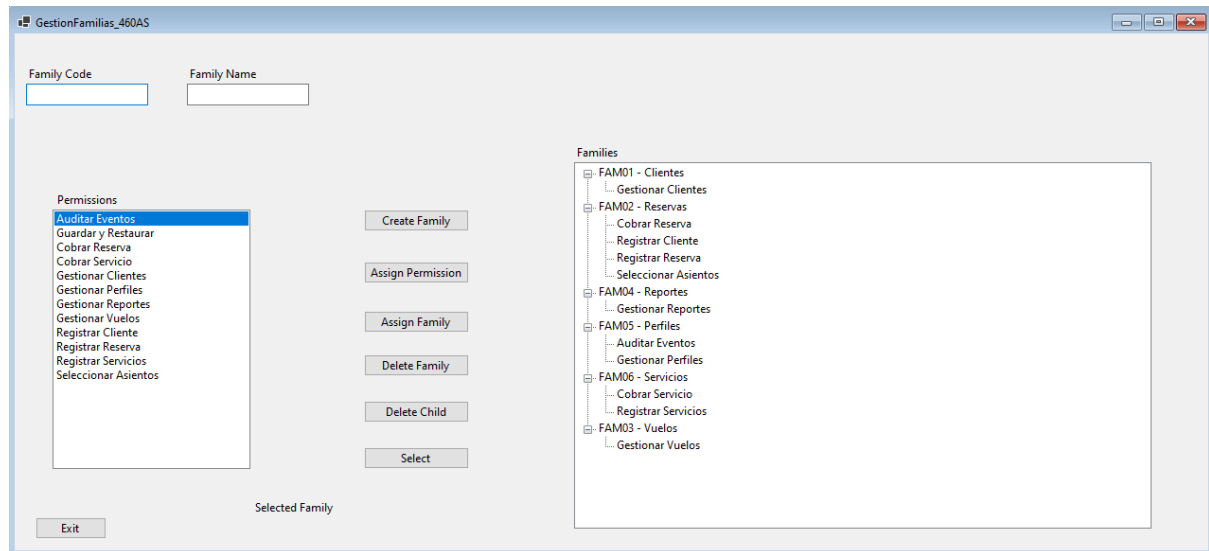 GestionFamilias_460AS
Family Code
Family Name
Families
FAM01 - Clientes
Gestionar Clientes
FAM02 - Reservas
Cobrar Reserva
Registrar Cliente
Registrar Reserva
Seleccionar Asientos
FAM04 - Reportes
Gestionar Reportes
FAM05 - Perfiles
Auditar Eventos
Gestionar Perfiles
FAM06 - Servicios
Cobrar Servicio
Registrar Servicios
FAM03 - Vuelos
Gestionar Vuelos
Permissions
Auditar Eventos
Guardar y Restaurar
Cobrar Reserva
Cobrar Servicio
Gestionar Clientes
Gestionar Perfiles
Gestionar Reportes
Gestionar Vuelos
Registrar Cliente
Registrar Reserva
Registrar Servicios
Seleccionar Asientos
Create Family
Assign Permission
Assign Family
Delete Family
Delete Child
Select
Selected Family
Exit